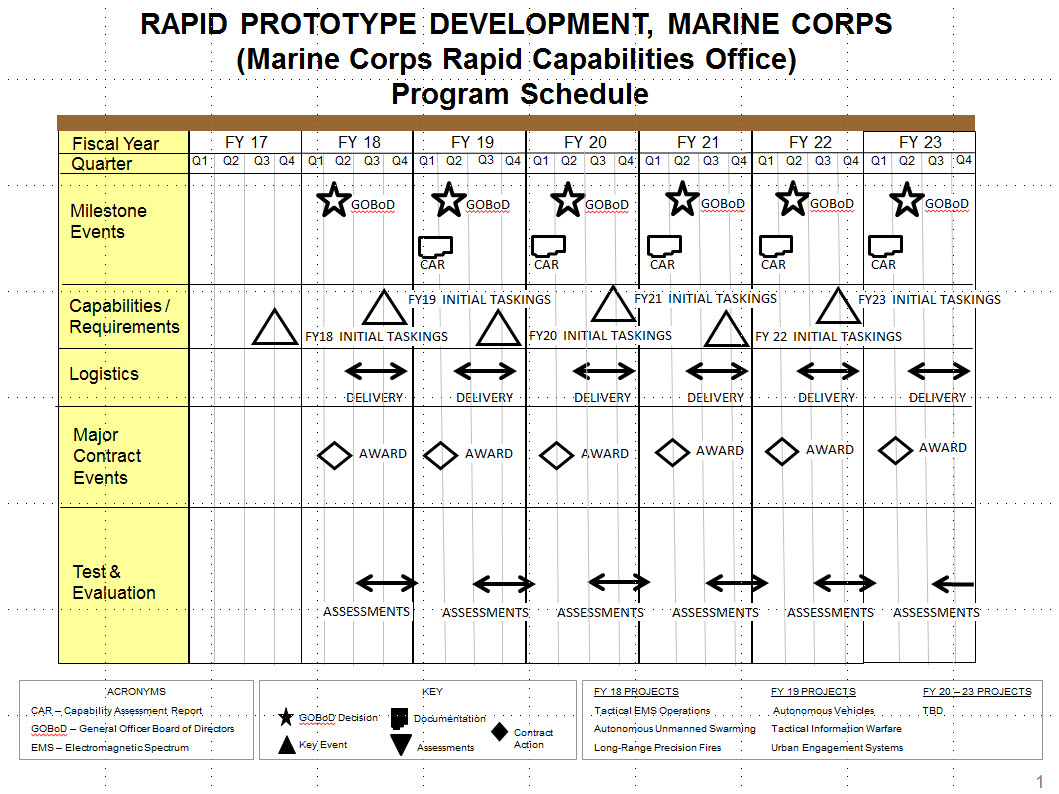 RAPID PROTOTYPE DEVELOPMENT, MARINE CORPS
(Marine Corps Rapid Capabilities Office)
Program Schedule
Fiscal Year FY 17 FY 18 FY 19 FY 20 FY 21 FY 22 FY 23
Quarter Q1 Q2 Q3 Q4 Q1 Q2 Q3 Q4 Q1 Q2 Q3 Q4 Q1 Q2 Q3 Q4 Q1 Q2 Q3 Q4 Q1 Q2 Q3 Q4 Q1 Q2 Q3 Q4
Milestone
Events
GOBoD GOBoD GOBoD GOBoD GOBoD GOBoD
CAR CAR CAR CAR CAR
Capabilities /
Requirements
FY19 INITIAL TASKINGS FY21 INITIAL TASKINGS FY23 INITIAL TASKINGS
FY18 INITIAL TASKINGS FY20 INITIAL TASKINGS FY 22 INITIAL TASKINGS
Logistics
DELIVERY DELIVERY DELIVERY DELIVERY DELIVERY DELIVERY
Major
Contract
Events
AWARD AWARD AWARD AWARD AWARD AWARD
Test &
Evaluation
ASSESSMENTS ASSESSMENTS ASSESSMENTS ASSESSMENTS ASSESSMENTS ASSESSMENTS
ACRONYMS
CAR – Capability Assessment Report
GOBoD – General Officer Board of Directors
EMS – Electromagnetic Spectrum
KEY
GOBoD Decision
Documentation
Contract
Action
Key Event
Assessments
FY 18 PROJECTS
Tactical EMS Operations
Autonomous Unmanned Swarming
Long-Range Precision Fires
FY 19 PROJECTS
Autonomous Vehicles
Tactical Information Warfare
Urban Engagement Systems
FY 20 – 23 PROJECTS
TBD
1